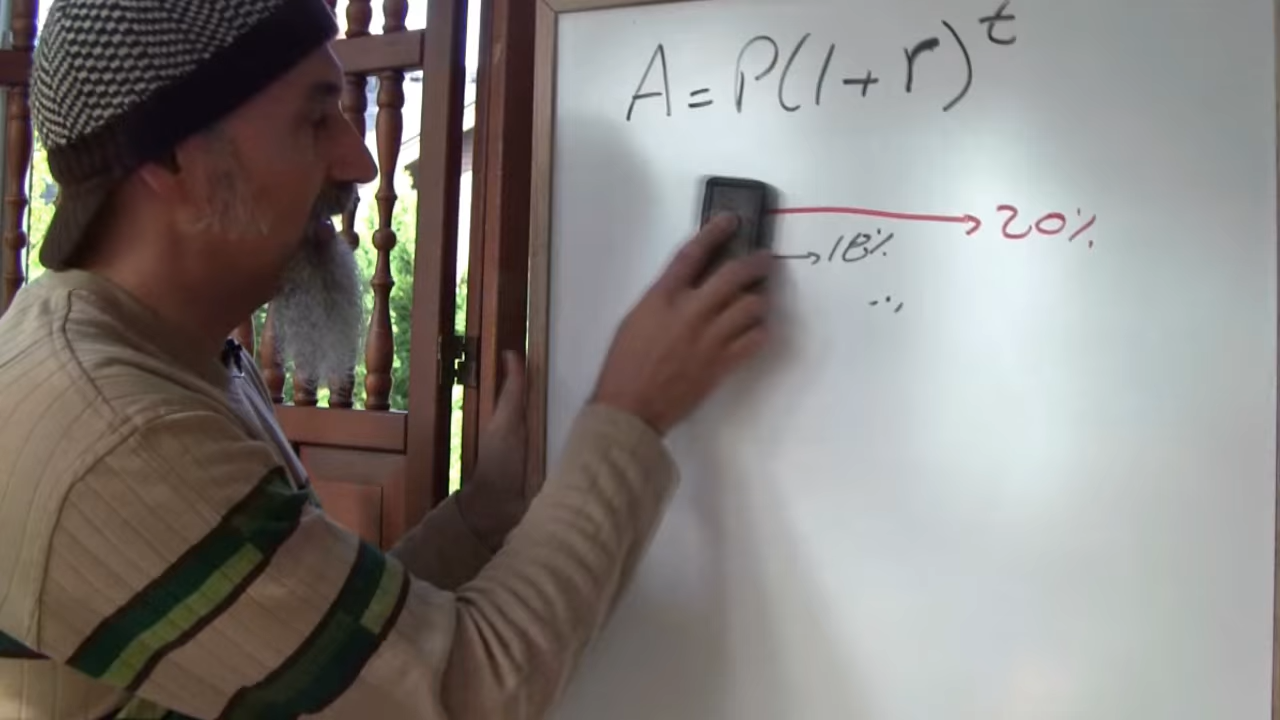 A = P(1 + r)^t
→ 20%
→ 18%
...